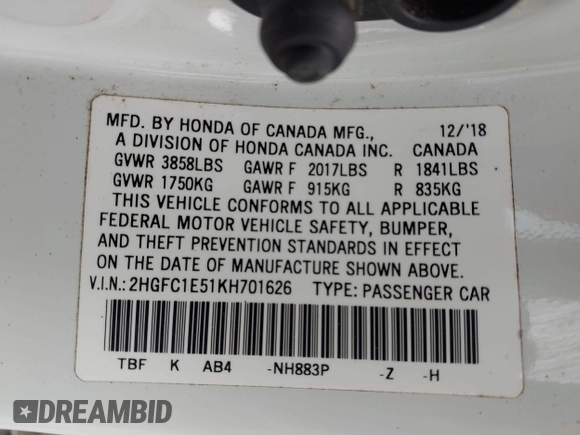 MFD. BY HONDA OF CANADA MFG., 12/'18
A DIVISION OF HONDA CANADA INC. CANADA
GVWR 3858LBS GAWR F 2017LBS R 1841LBS
GVWR 1750KG GAWR F 915KG R 835KG
THIS VEHICLE CONFORMS TO ALL APPLICABLE
FEDERAL MOTOR VEHICLE SAFETY, BUMPER,
AND THEFT PREVENTION STANDARDS IN EFFECT
ON THE DATE OF MANUFACTURE SHOWN ABOVE.
V.I.N.: 2HGFC1E51KH701626 TYPE: PASSENGER CAR
TBF K AB4 -NH883P -Z -H
DREAMBID